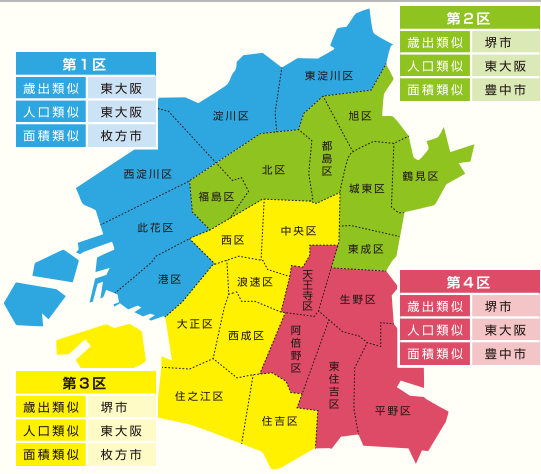 第1区
歳出類似 東大阪
人口類似 東大阪
面積類似 枚方市
第2区
歳出類似 堺市
人口類似 東大阪
面積類似 豊中市
東淀川区
淀川区
旭区
都島区
西淀川区
北区
鶴見区
福島区
城東区
此花区
中央区
西区
東成区
港区
浪速区
天王寺区
生野区
大正区
西成区
阿倍野区
東住吉区
住之江区
住吉区
平野区
第3区
歳出類似 堺市
人口類似 東大阪
面積類似 枚方市
第4区
歳出類似 堺市
人口類似 東大阪
面積類似 豊中市